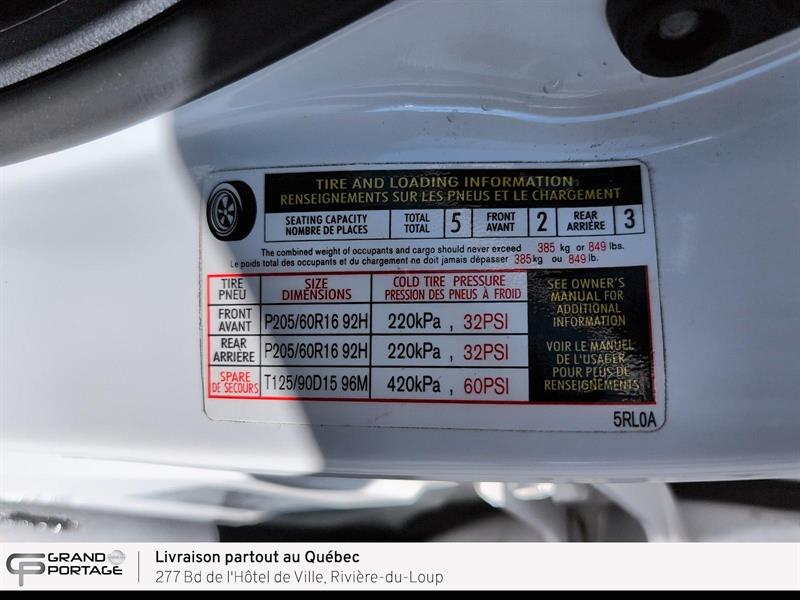 TIRE AND LOADING INFORMATION
RENSEIGNEMENTS SUR LES PNEUS ET LE CHARGEMENT
SEATING CAPACITY TOTAL 5 FRONT 2 REAR 3
NOMBRE DE PLACES TOTAL AVANT ARRIÈRE
The combined weight of occupants and cargo should never exceed 385 kg or 849 lbs.
Le poids total des occupants et du chargement ne doit jamais dépasser 385kg ou 849 lb.
TIRE SIZE COLD TIRE PRESSURE
PNEU DIMENSIONS PRESSION DES PNEUS À FROID
FRONT
AVANT P205/60R16 92H 220kPa , 32PSI
REAR
ARRIÈRE P205/60R16 92H 220kPa , 32PSI
SPARE
DE SECOURS T125/90D15 96M 420kPa , 60PSI
SEE OWNER'S
MANUAL FOR
ADDITIONAL
INFORMATION
VOIR LE MANUEL
DE L'USAGER
POUR PLUS DE
RENSEIGNEMENTS
5RL0A
GP GRAND
PORTAGE
Livraison partout au Québec
277 Bd de l'Hôtel de Ville, Rivière-du-Loup